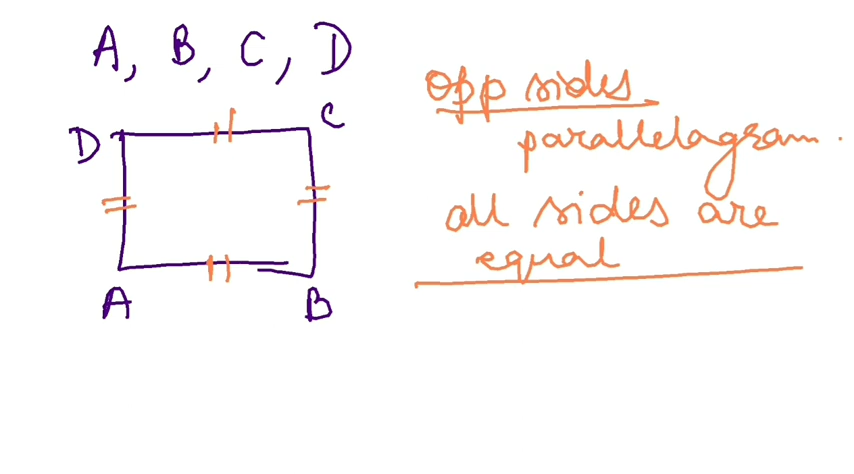 A, B, C, D
opp sides
parallelagram.
all sides are
equal
D
C
A
B